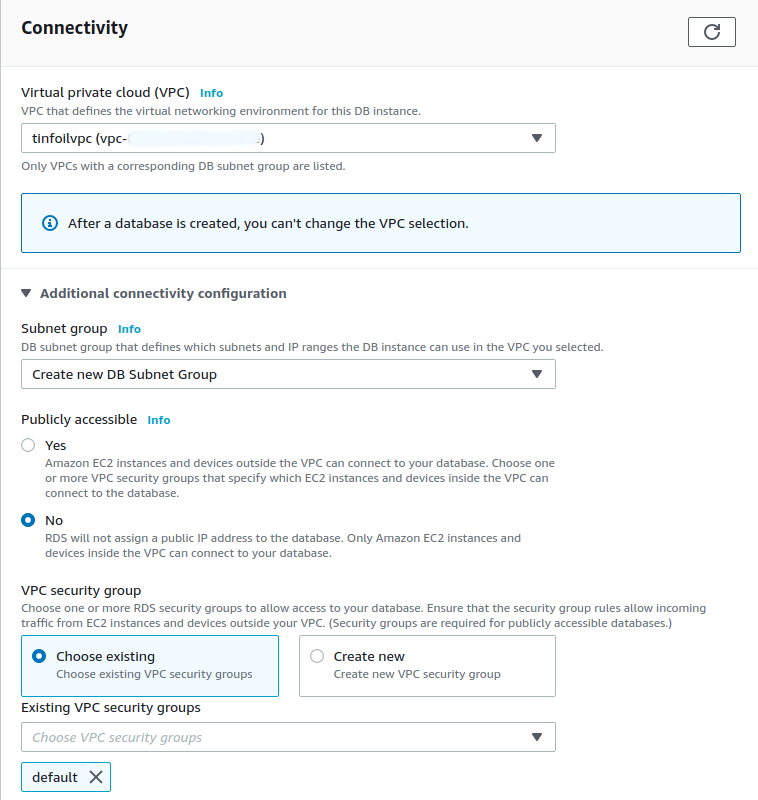 Connectivity
Virtual private cloud (VPC) Info
VPC that defines the virtual networking environment for this DB instance.
tinfoilvpc (vpc- )
Only VPCs with a corresponding DB subnet group are listed.
After a database is created, you can't change the VPC selection.
Additional connectivity configuration
Subnet group Info
DB subnet group that defines which subnets and IP ranges the DB instance can use in the VPC you selected.
Create new DB Subnet Group
Publicly accessible Info
Yes
Amazon EC2 instances and devices outside the VPC can connect to your database. Choose one
or more VPC security groups that specify which EC2 instances and devices inside the VPC can
connect to the database.
No
RDS will not assign a public IP address to the database. Only Amazon EC2 instances and
devices inside the VPC can connect to your database.
VPC security group
Choose one or more RDS security groups to allow access to your database. Ensure that the security group rules allow incoming
traffic from EC2 instances and devices outside your VPC. (Security groups are required for publicly accessible databases.)
Choose existing
Choose existing VPC security groups
Create new
Create new VPC security group
Existing VPC security groups
Choose VPC security groups
default